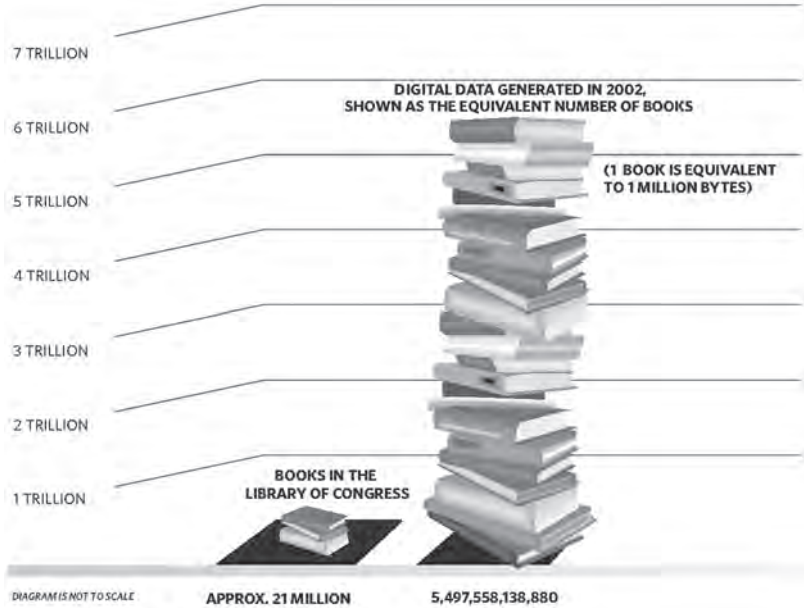 7 TRILLION
6 TRILLION
5 TRILLION
4 TRILLION
3 TRILLION
2 TRILLION
1 TRILLION
DIGITAL DATA GENERATED IN 2002,
SHOWN AS THE EQUIVALENT NUMBER OF BOOKS
(1 BOOK IS EQUIVALENT
TO 1 MILLION BYTES)
BOOKS IN THE
LIBRARY OF CONGRESS
DIAGRAM IS NOT TO SCALE
APPROX. 21 MILLION
5,497,558,138,880